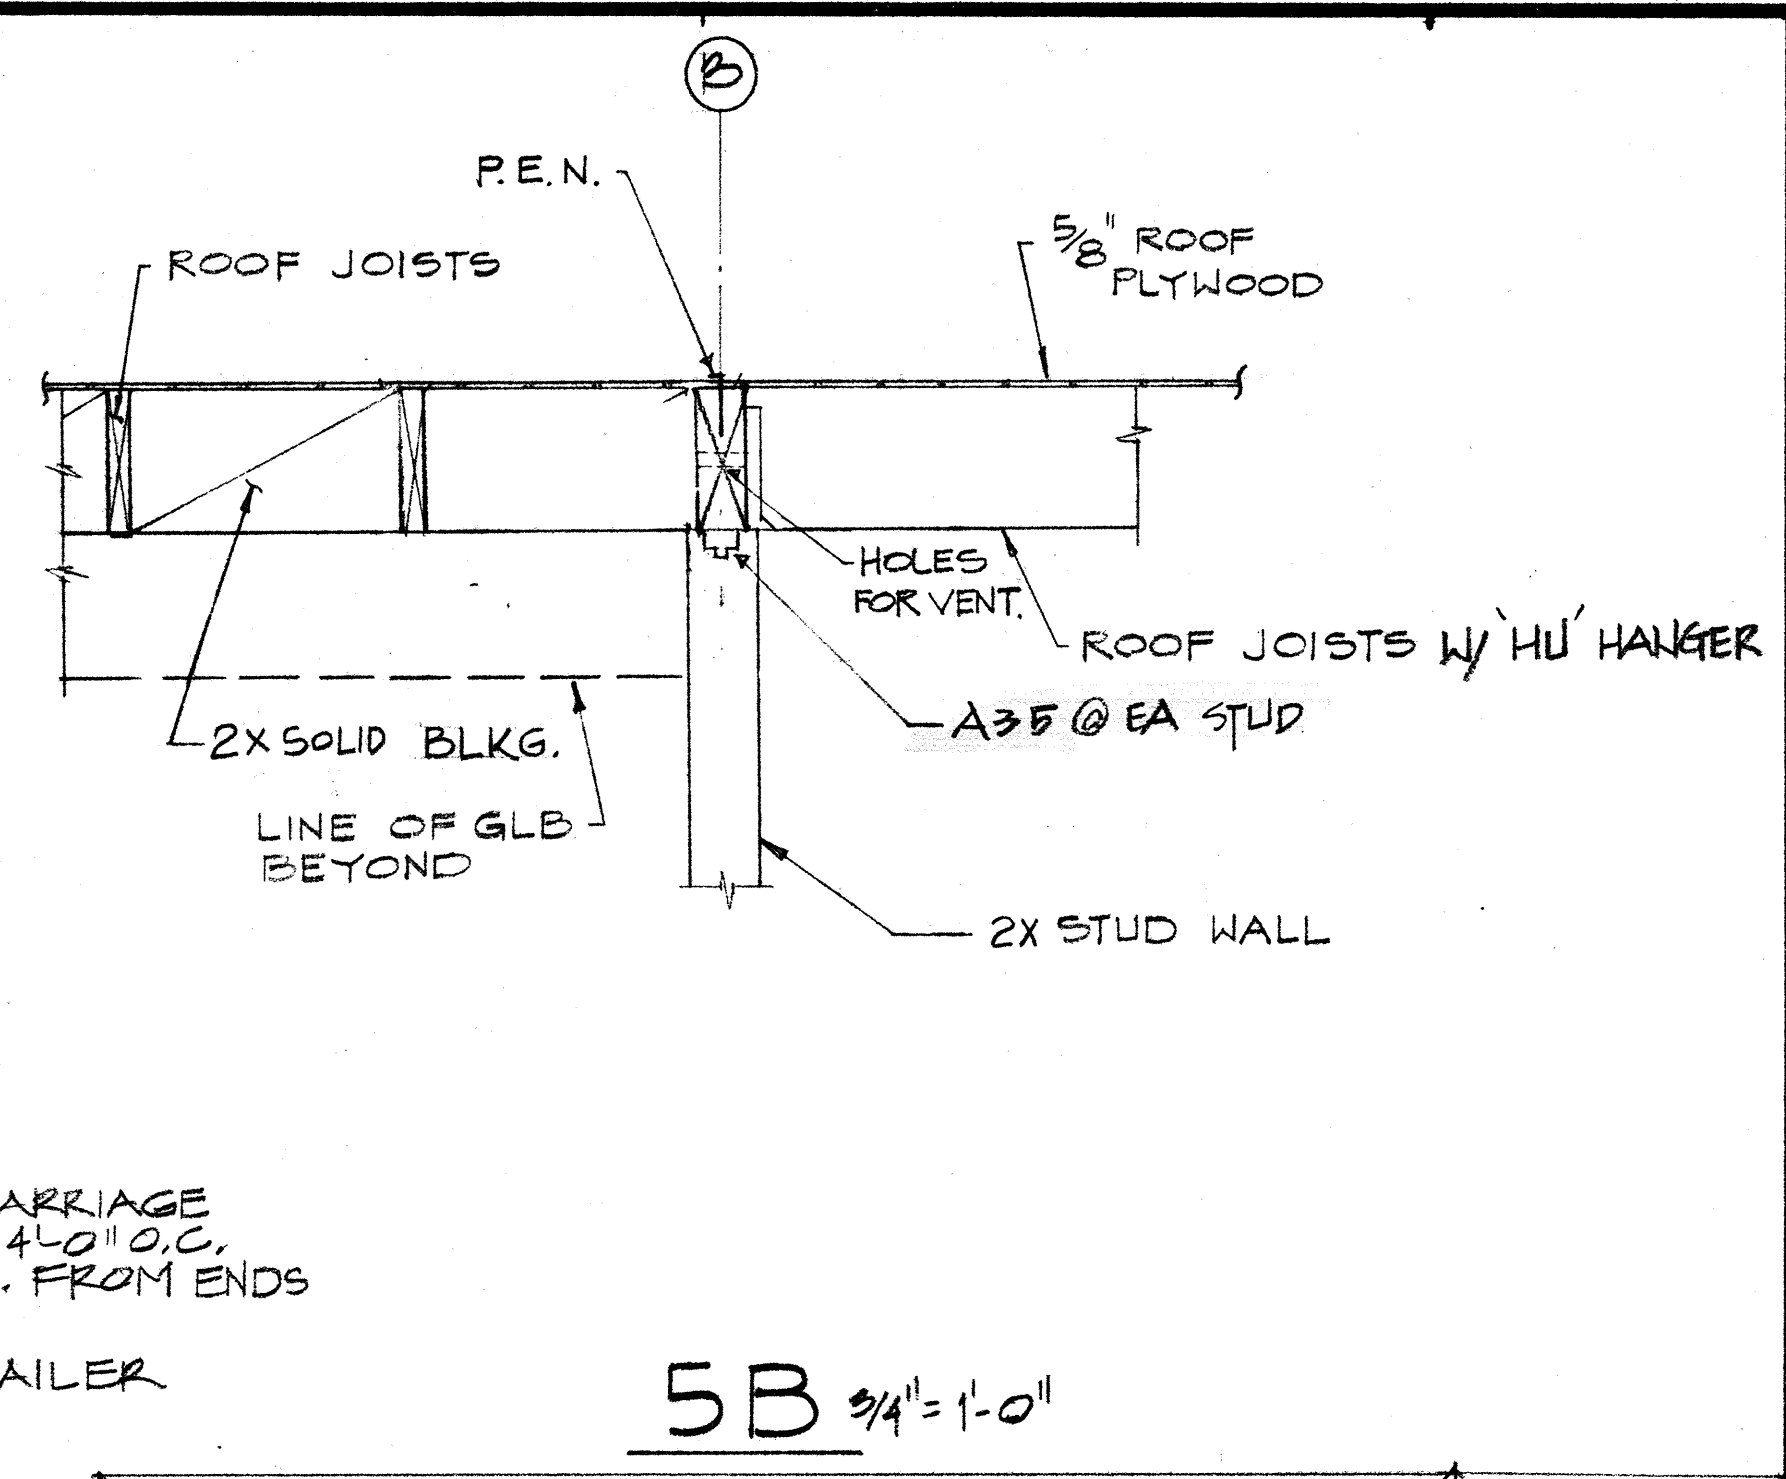 B
P.E.N.
5/8" ROOF
PLYWOOD
ROOF JOISTS
HOLES
FOR VENT.
ROOF JOISTS W/ 'HU' HANGER
A35 @ EA STUD
2X SOLID BLKG.
LINE OF GLB
BEYOND
2X STUD WALL
ARRIAGE
4'-0" O.C.
. FROM ENDS
AILER
5B 3/4" = 1'-0"